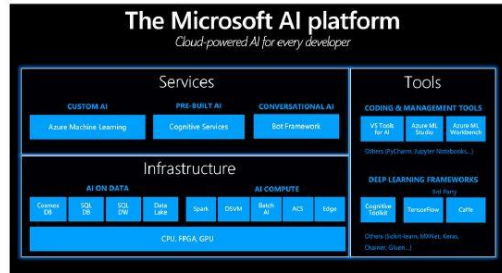 The Microsoft AI platform
Cloud-powered AI for every developer
Services
CUSTOM AI
PRE-BUILT AI
CONVERSATIONAL AI
Azure Machine Learning
Cognitive Services
Bot Framework
Infrastructure
AI ON DATA
AI COMPUTE
Cosmos DB
SQL DB
SQL DW
Data Lake
Spark
DSVM
Batch AI
ACS
Edge
CPU, FPGA, GPU
Tools
CODING & MANAGEMENT TOOLS
VS Tools for AI
Azure ML Studio
Azure ML Workbench
Others (PyCharm, Jupyter Notebooks...)
DEEP LEARNING FRAMEWORKS
3rd Party
Cognitive Toolkit
TensorFlow
Caffe
Others (Scikit-learn, MXNet, Keras,
Chainer, Gluon...)